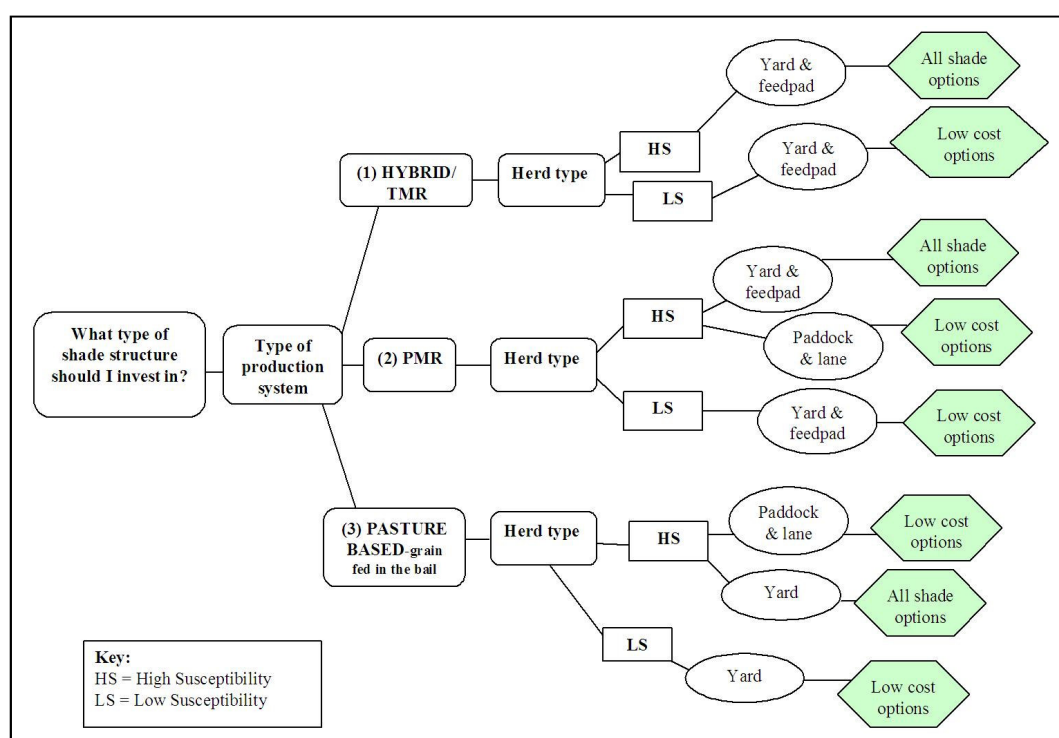 What type of
shade structure
should I invest in?
Type of
production
system
(1) HYBRID/
TMR
Herd type
HS
Yard &
feedpad
All shade
options
LS
Yard &
feedpad
Low cost
options
(2) PMR
Herd type
HS
Yard &
feedpad
All shade
options
Paddock
& lane
Low cost
options
LS
Yard &
feedpad
Low cost
options
(3) PASTURE
BASED-grain
fed in the bail
Herd type
HS
Paddock
& lane
Low cost
options
Yard
All shade
options
LS
Yard
Low cost
options
Key:
HS = High Susceptibility
LS = Low Susceptibility